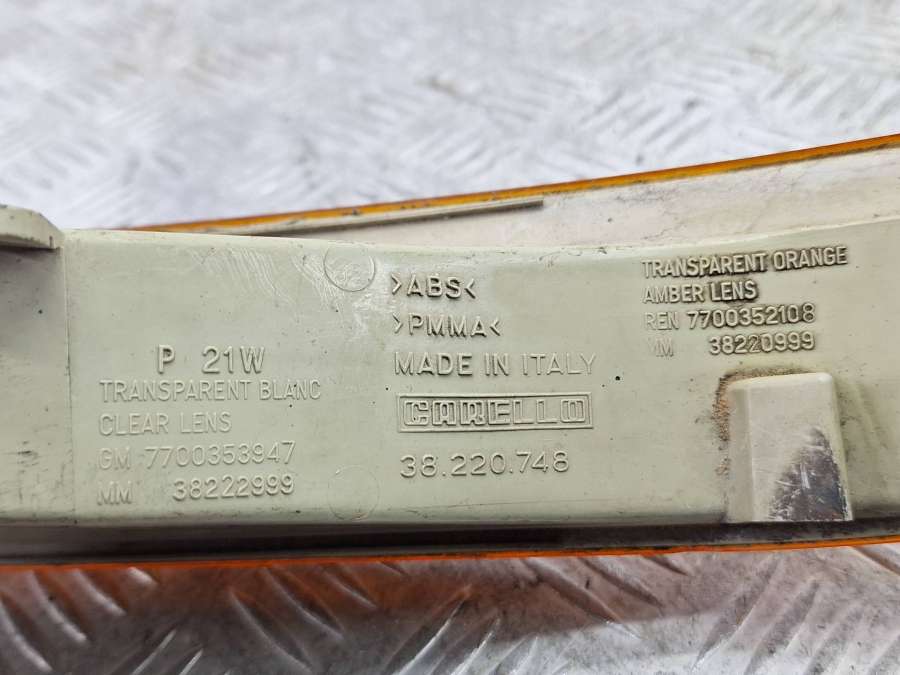 P 21W
TRANSPARENT BLANC
CLEAR LENS
GM 7700353947
MM 38222999
>ABS<
>PMMA<
MADE IN ITALY
CARELLO
38.220.748
TRANSPARENT ORANGE
AMBER LENS
REN 7700352108
MM 38220999